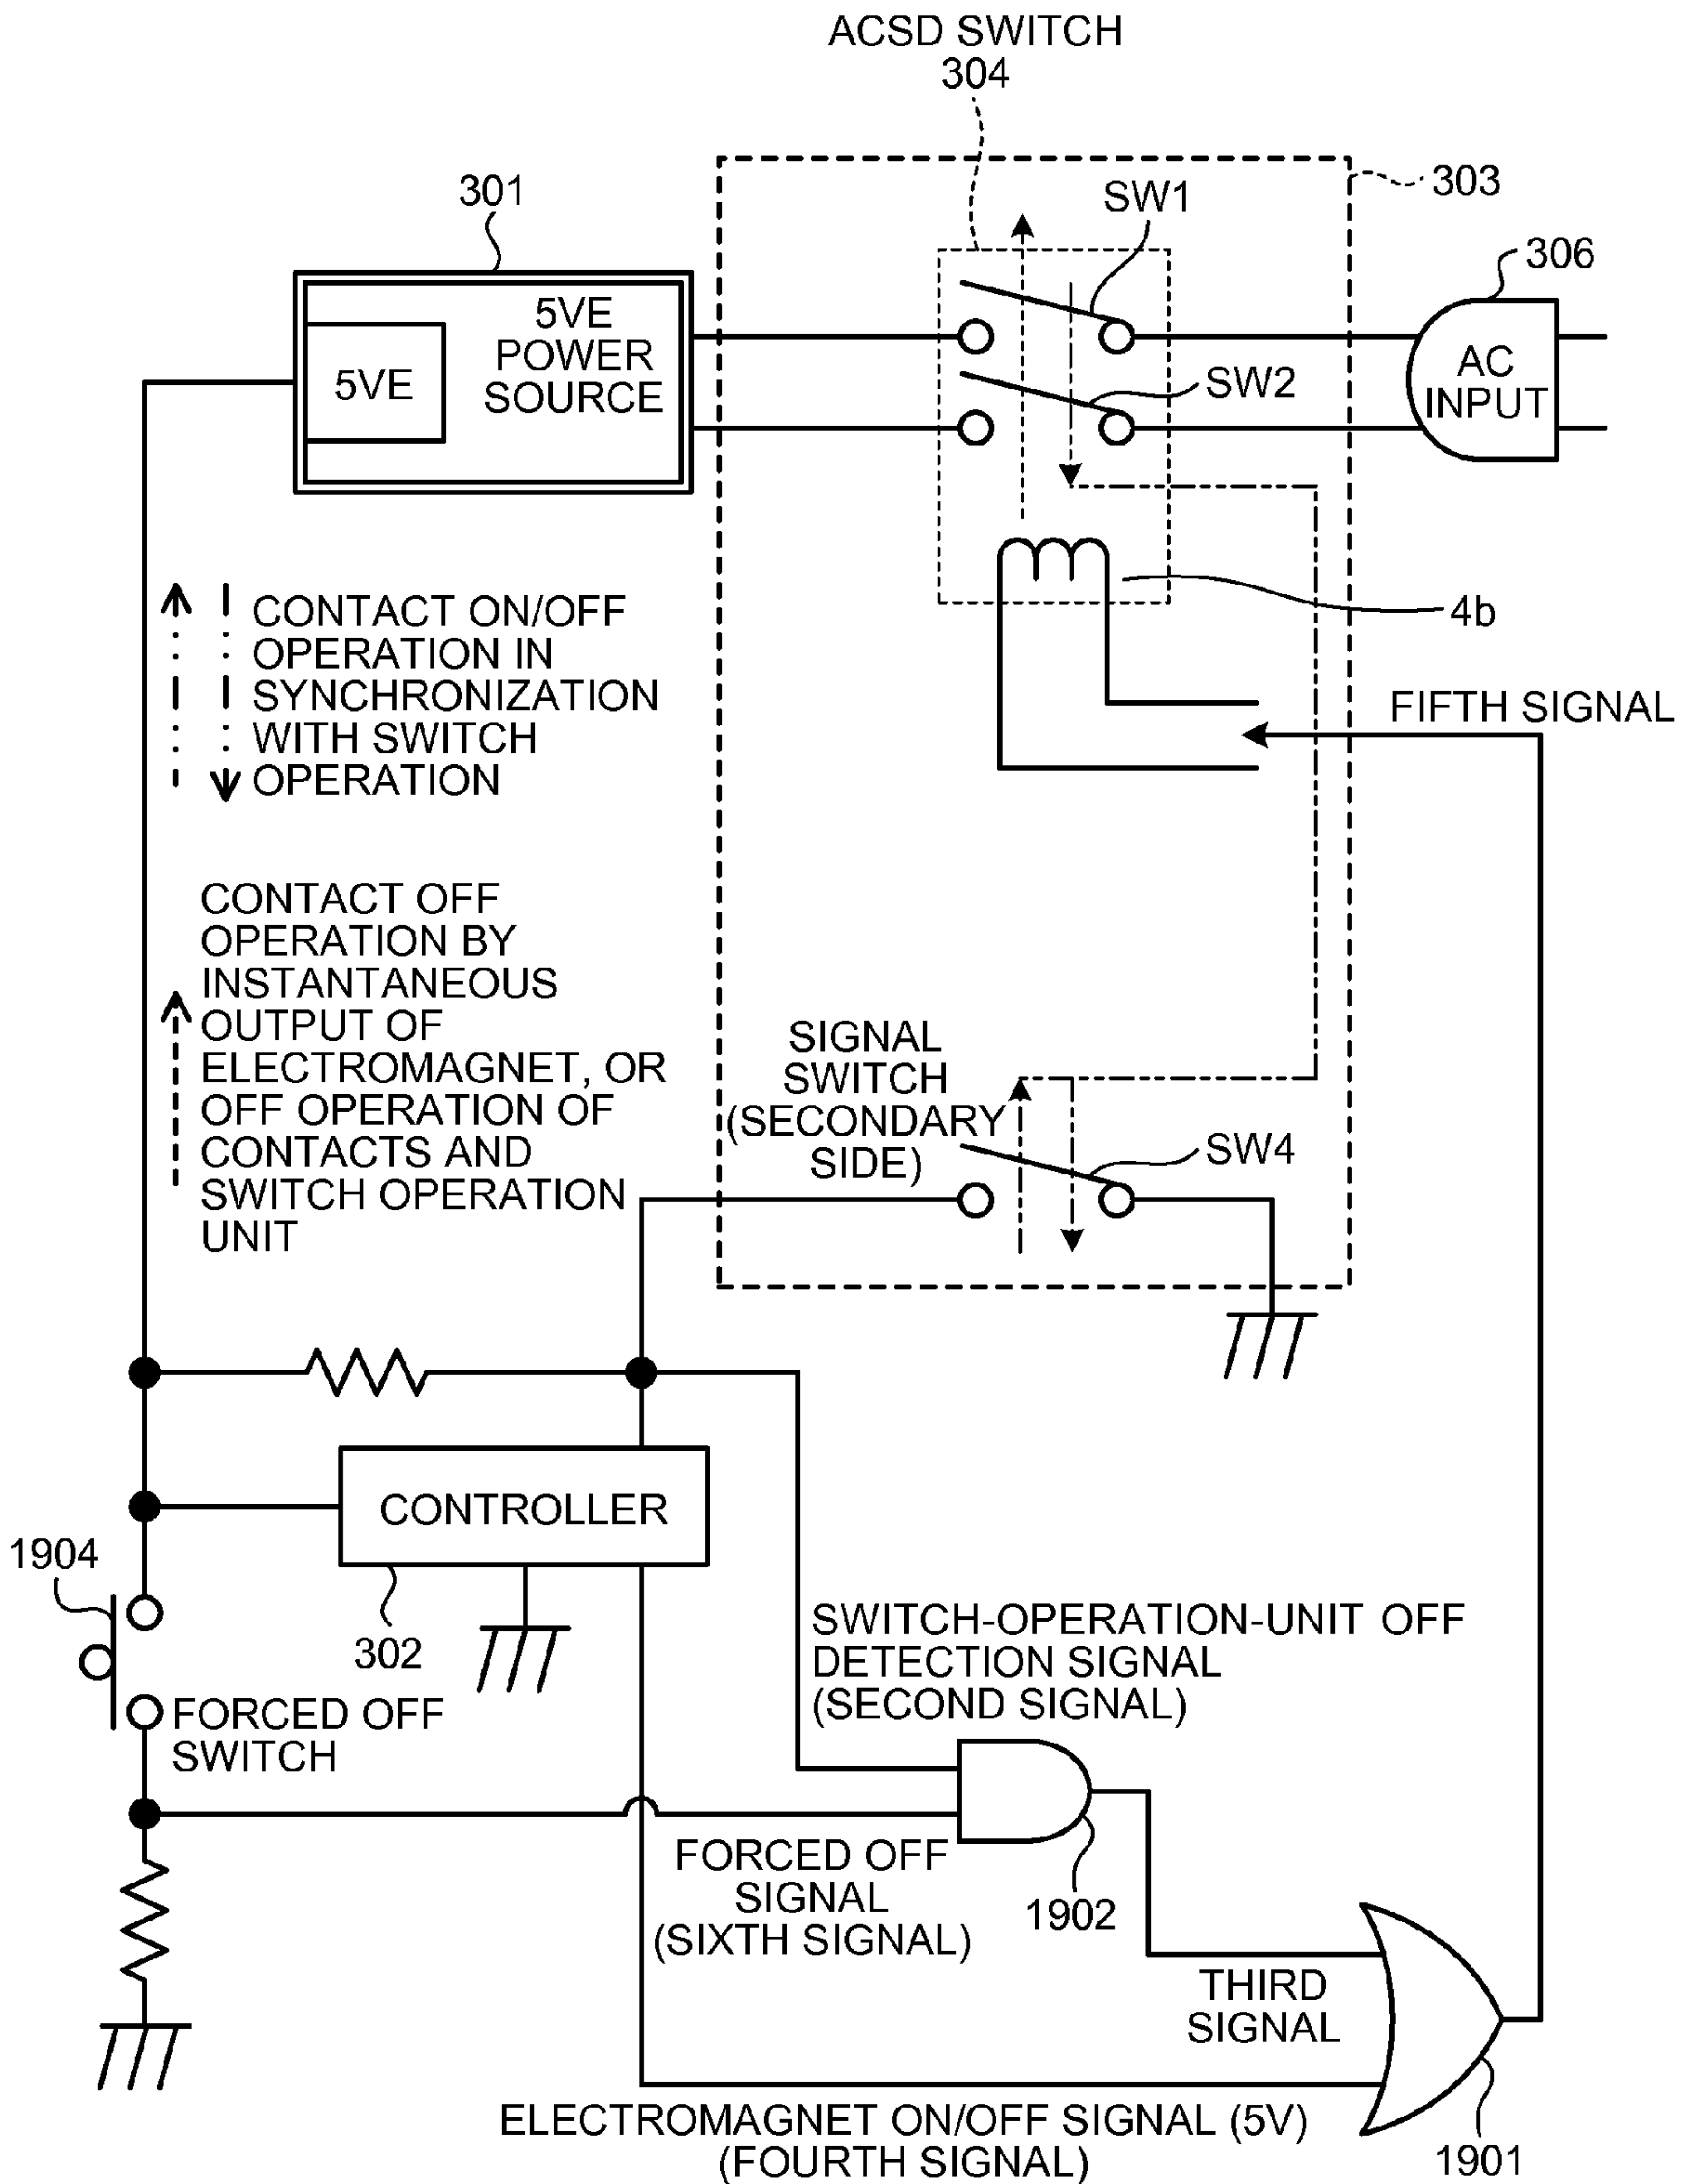 ACSD SWITCH
304
303
301
SW1
306
5VE
POWER
SOURCE
5VE
AC
INPUT
SW2
CONTACT ON/OFF
OPERATION IN
SYNCHRONIZATION
WITH SWITCH
OPERATION
4b
FIFTH SIGNAL
CONTACT OFF
OPERATION BY
INSTANTANEOUS
OUTPUT OF
ELECTROMAGNET, OR
OFF OPERATION OF
CONTACTS AND
SWITCH OPERATION
UNIT
SIGNAL
SWITCH
(SECONDARY
SIDE)
SW4
CONTROLLER
1904
302
FORCED OFF
SWITCH
SWITCH-OPERATION-UNIT OFF
DETECTION SIGNAL
(SECOND SIGNAL)
FORCED OFF
SIGNAL
(SIXTH SIGNAL)
1902
THIRD
SIGNAL
ELECTROMAGNET ON/OFF SIGNAL (5V)
(FOURTH SIGNAL)
1901